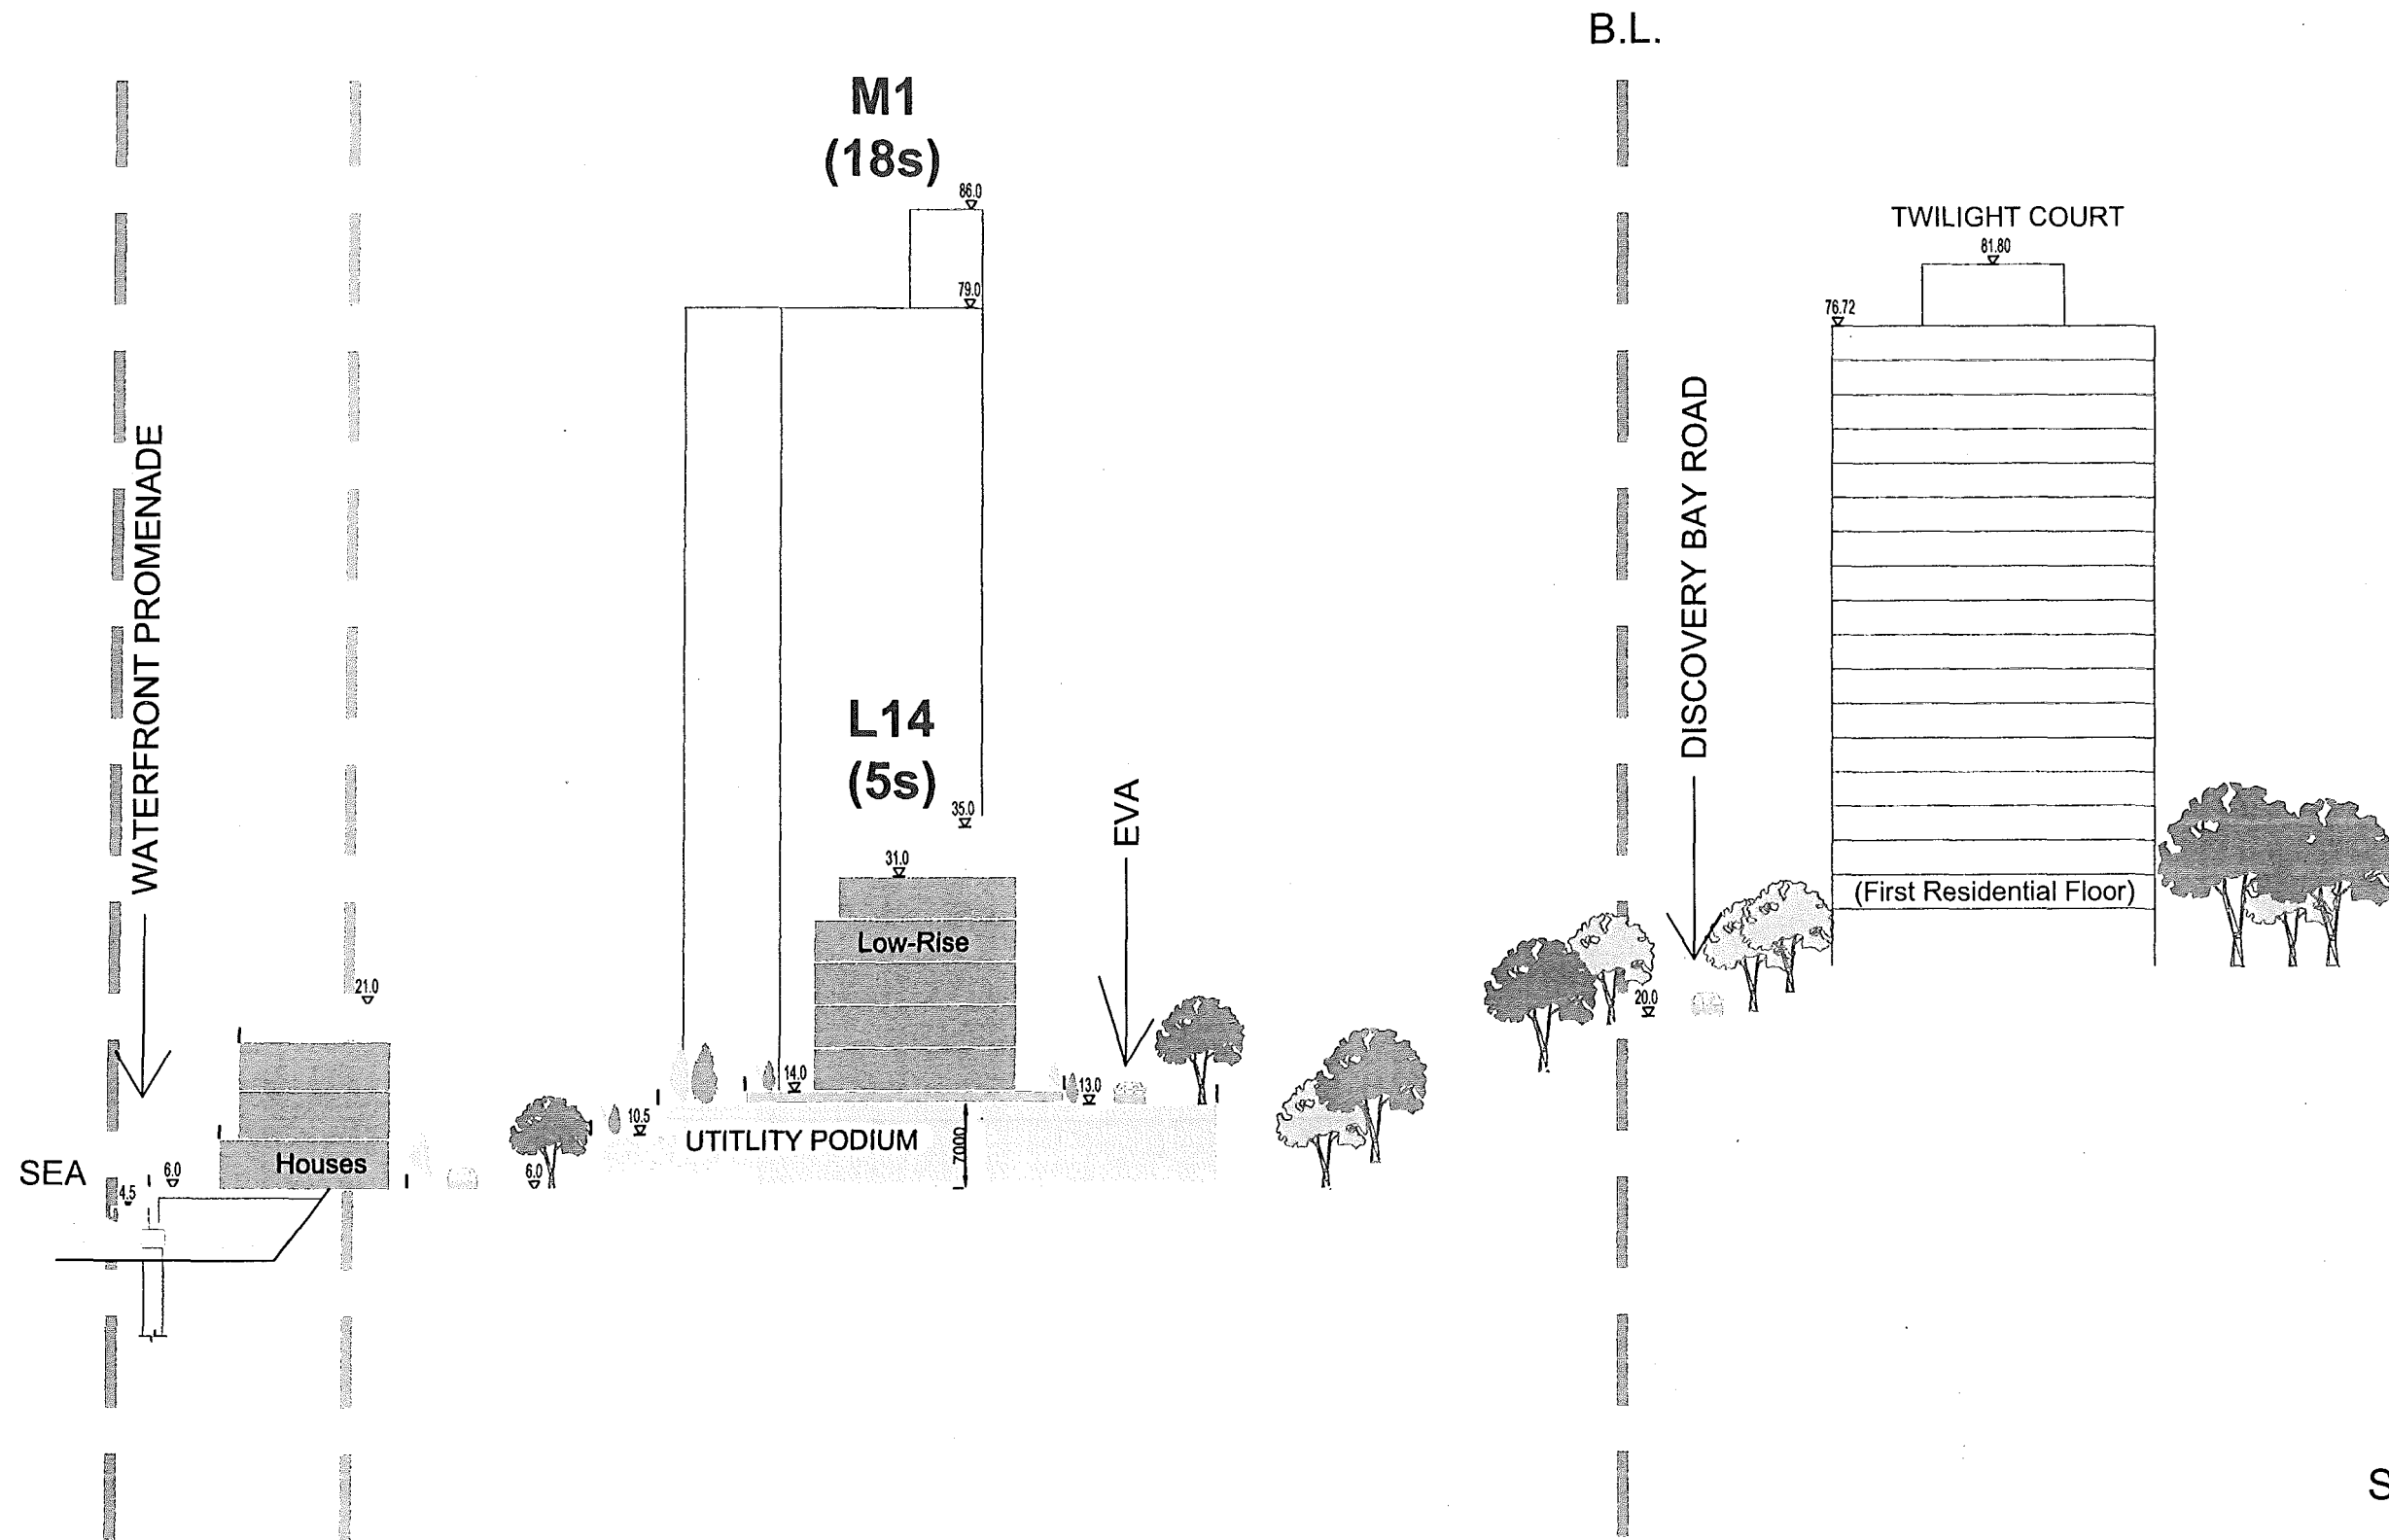 B.L.
M1
(18s)
86.0
79.0
TWILIGHT COURT
81.80
76.72
WATERFRONT PROMENADE
DISCOVERY BAY ROAD
L14
(5s)
35.0
EVA
31.0
Low-Rise
(First Residential Floor)
21.0
20.0
14.0
13.0
10.5
UTITLITY PODIUM
7000
Houses
SEA
6.0
6.0
4.5
S